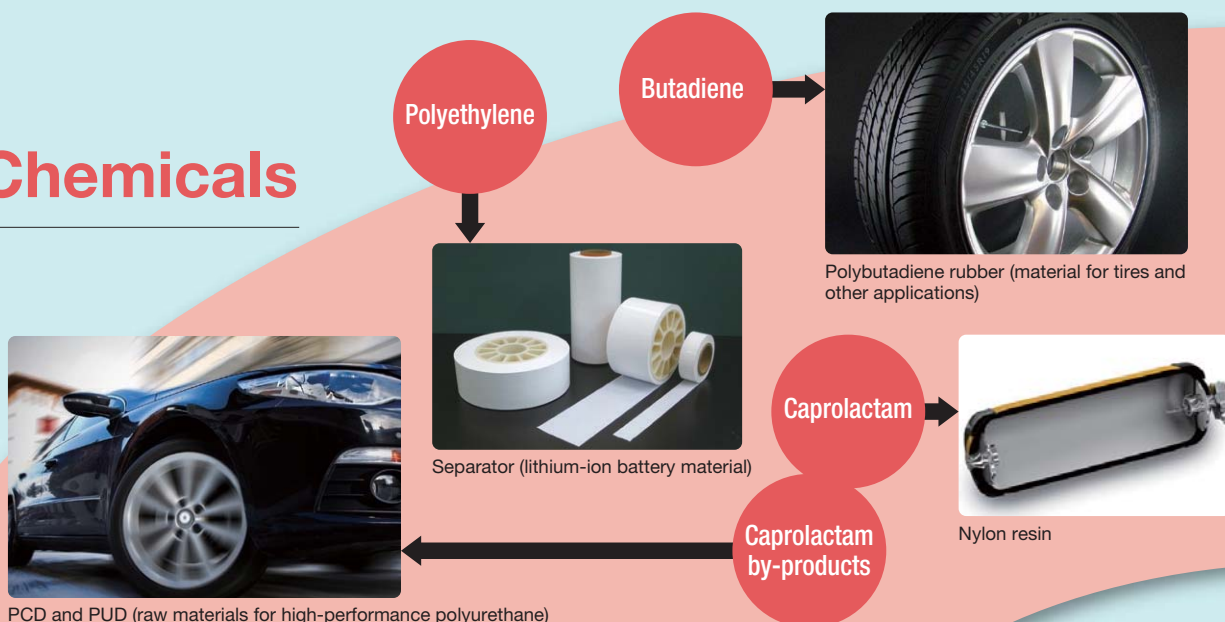 Chemicals
Polyethylene
Butadiene
Polybutadiene rubber (material for tires and
other applications)
Separator (lithium-ion battery material)
Caprolactam
Nylon resin
Caprolactam
by-products
PCD and PUD (raw materials for high-performance polyurethane)